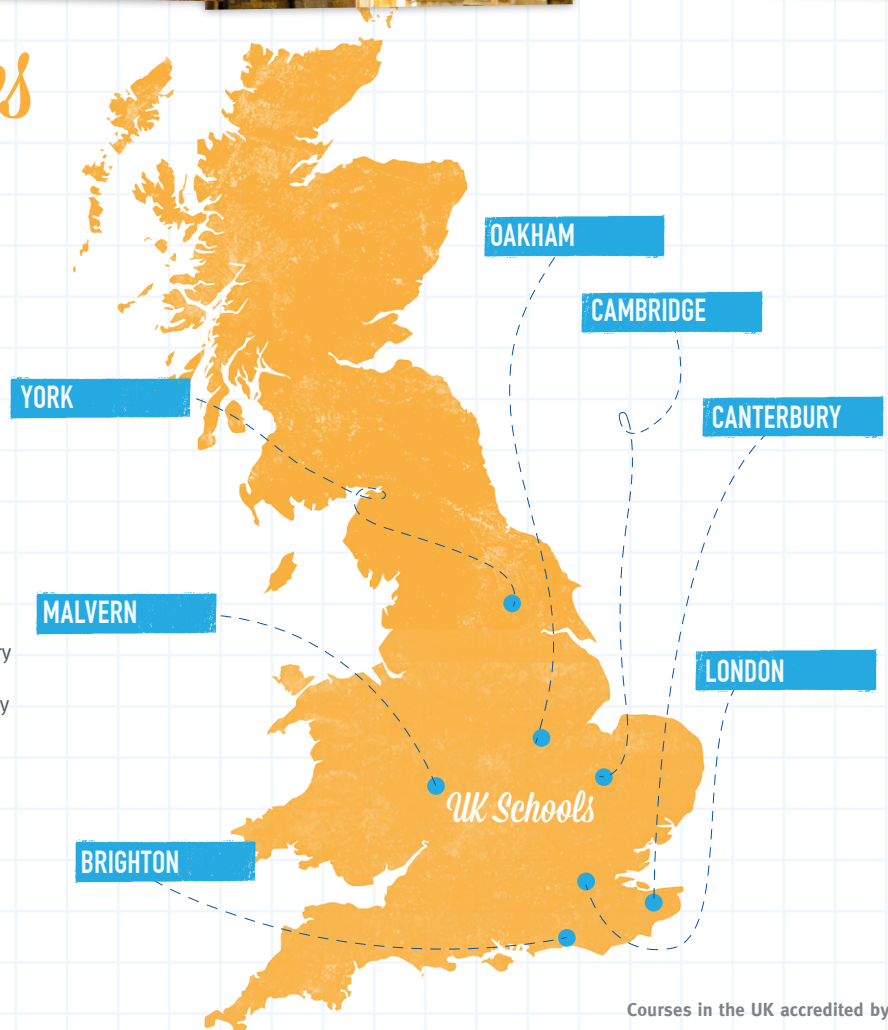 OAKHAM
CAMBRIDGE
YORK
CANTERBURY
MALVERN
LONDON
UK Schools
BRIGHTON
Courses in the UK accredited by